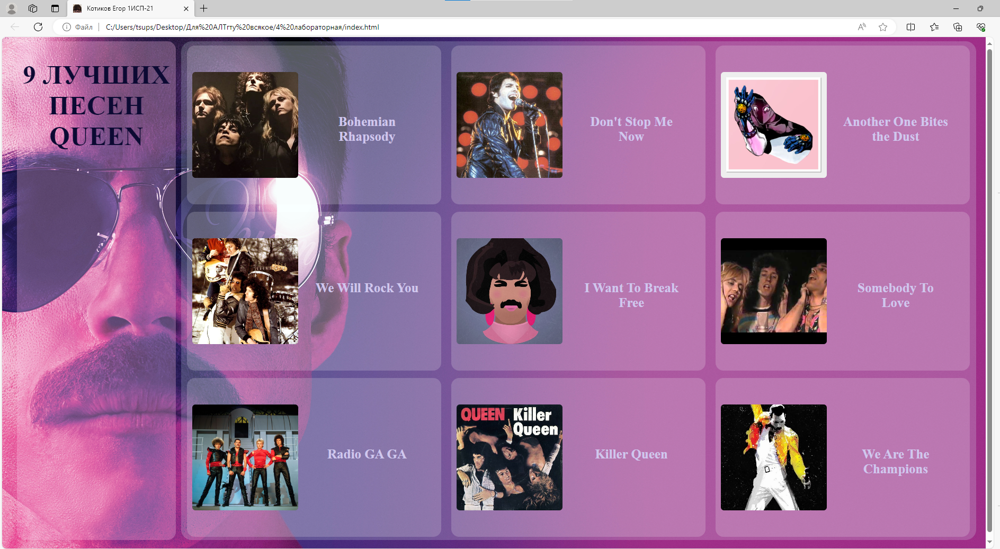 Котиков Егор 1ИСП-21
Файл
C:/Users/tsups/Desktop/Для%20АЛТгту%20всякое/4%20лабораторная/index.html
9 ЛУЧШИХ
ПЕСЕН
QUEEN
Bohemian
Rhapsody
Don't Stop Me
Now
Another One Bites
the Dust
We Will Rock You
I Want To Break
Free
Somebody To
Love
Radio GA GA
QUEEN Killer
Queen
Killer Queen
We Are The
Champions